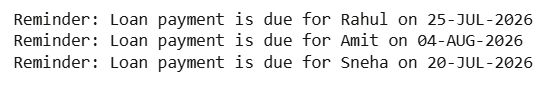 Reminder: Loan payment is due for Rahul on 25-JUL-2026
Reminder: Loan payment is due for Amit on 04-AUG-2026
Reminder: Loan payment is due for Sneha on 20-JUL-2026